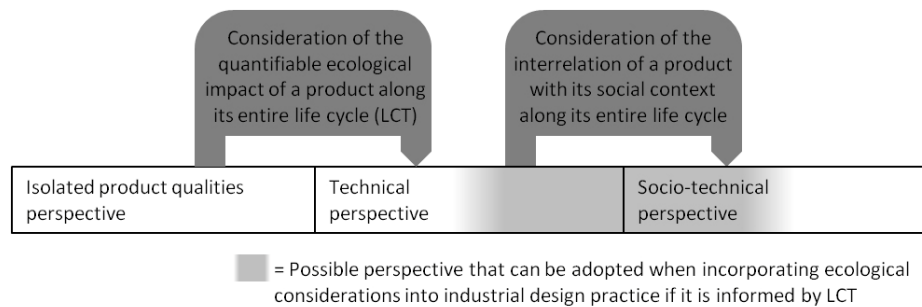 Consideration of the
quantifiable ecological
impact of a product along
its entire life cycle (LCT)
Consideration of the
interrelation of a product
with its social context
along its entire life cycle
Isolated product qualities
perspective
Technical
perspective
Socio-technical
perspective
= Possible perspective that can be adopted when incorporating ecological
considerations into industrial design practice if it is informed by LCT